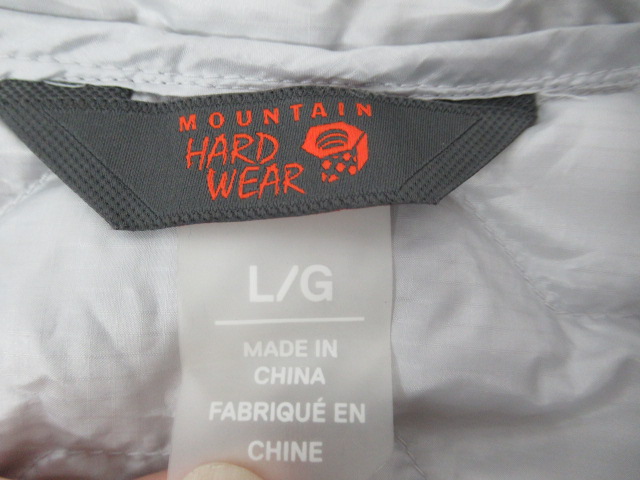 MOUNTAIN
HARD
WEAR
L/G
MADE IN
CHINA
FABRIQUÉ EN
CHINE